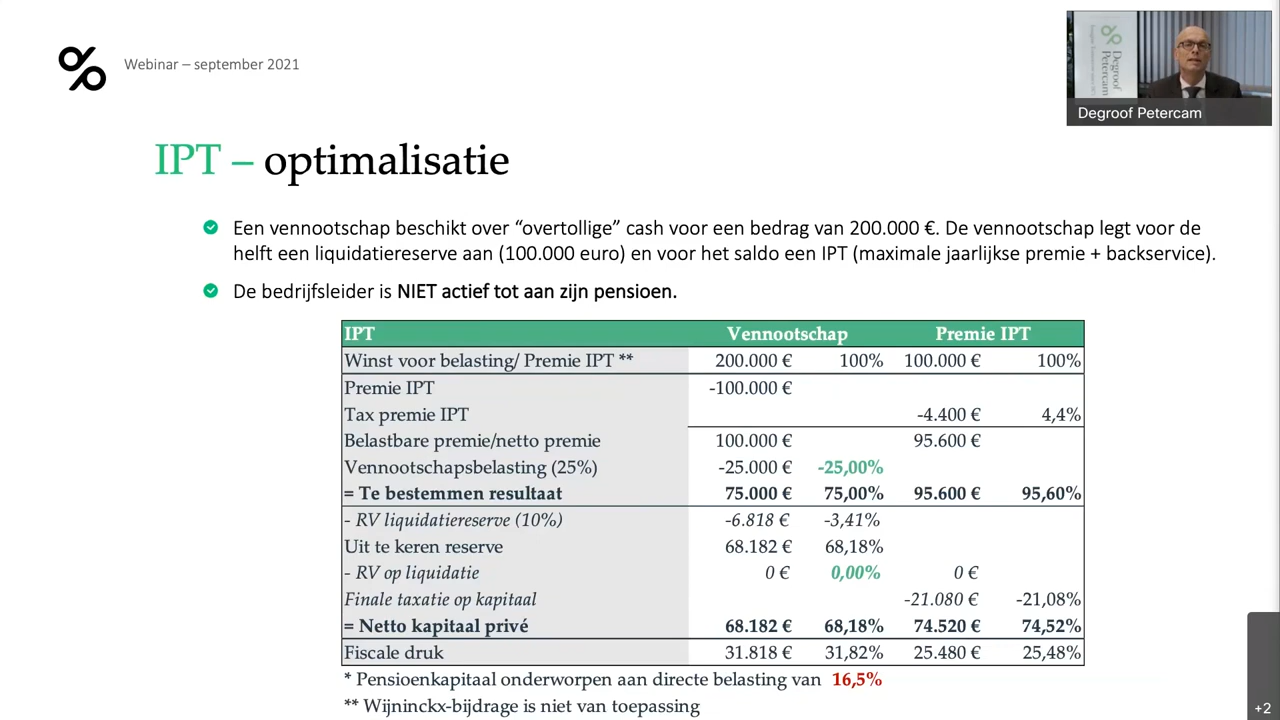 Webinar – september 2021
Degroof
Petercam
Degroof Petercam
IPT – optimalisatie
Een vennootschap beschikt over “overtollige” cash voor een bedrag van 200.000 €. De vennootschap legt voor de
helft een liquidatiereserve aan (100.000 euro) en voor het saldo een IPT (maximale jaarlijkse premie + backservice).
De bedrijfsleider is NIET actief tot aan zijn pensioen.
IPT Vennootschap Premie IPT
Winst voor belasting/ Premie IPT ** 200.000 € 100% 100.000 € 100%
Premie IPT -100.000 €
Tax premie IPT -4.400 € 4,4%
Belastbare premie/netto premie 100.000 € 95.600 €
Vennootschapsbelasting (25%) -25.000 € -25,00%
= Te bestemmen resultaat 75.000 € 75,00% 95.600 € 95,60%
- RV liquidatiereserve (10%) -6.818 € -3,41%
Uit te keren reserve 68.182 € 68,18%
- RV op liquidatie 0 € 0,00% 0 €
Finale taxatie op kapitaal -21.080 € -21,08%
= Netto kapitaal privé 68.182 € 68,18% 74.520 € 74,52%
Fiscale druk 31.818 € 31,82% 25.480 € 25,48%
* Pensioenkapitaal onderworpen aan directe belasting van 16,5%
** Wijninckx-bijdrage is niet van toepassing
+2